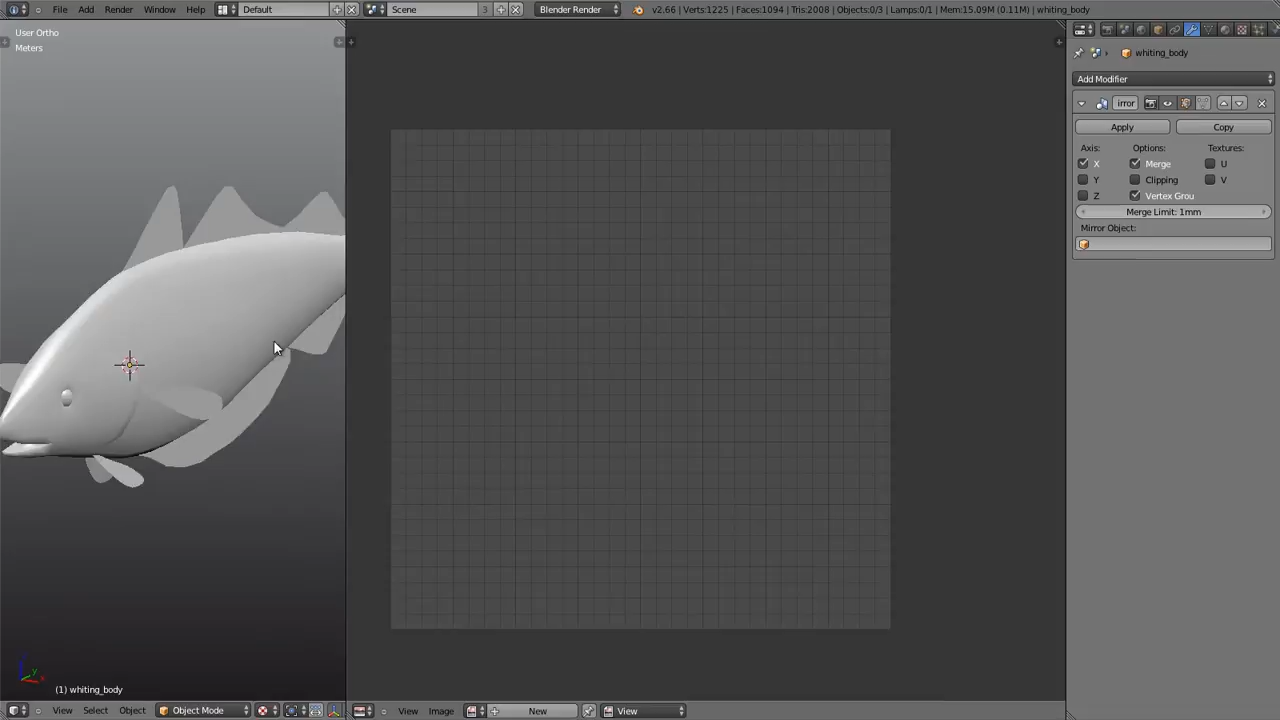 File Add Render Window Help Default Scene 3 Blender Render v2.66 | Verts:1225 | Faces:1094 | Tris:2008 | Objects:0/3 | Lamps:0/1 | Mem:15.09M (0.11M) | whiting_body
User Ortho
Meters
whiting_body
Add Modifier
irror
Apply Copy
Axis: Options: Textures:
X Merge U
Y Clipping V
Z Vertex Grou
Merge Limit: 1mm
Mirror Object:
(1) whiting_body
View Select Object Object Mode View Image New View